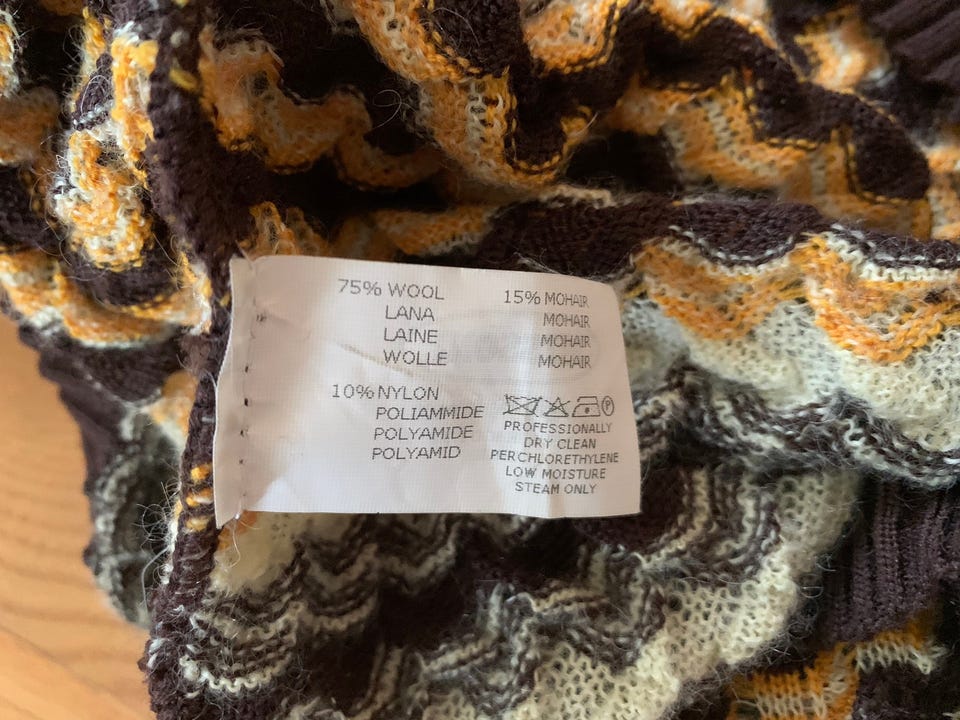 75% WOOL
LANA
LAINE
WOLLE
15% MOHAIR
MOHAIR
MOHAIR
MOHAIR
10% NYLON
POLIAMMIDE
POLYAMIDE
POLYAMID
P
PROFESSIONALLY
DRY CLEAN
PERCHLORETHYLENE
LOW MOISTURE
STEAM ONLY